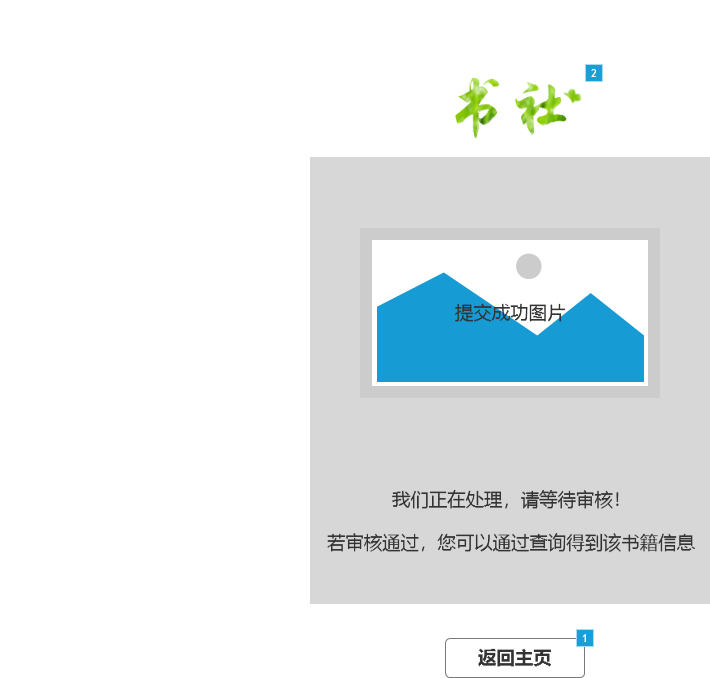 2
书社
提交成功图片
我们正在处理，请等待审核！
若审核通过，您可以通过查询得到该书籍信息
1
返回主页